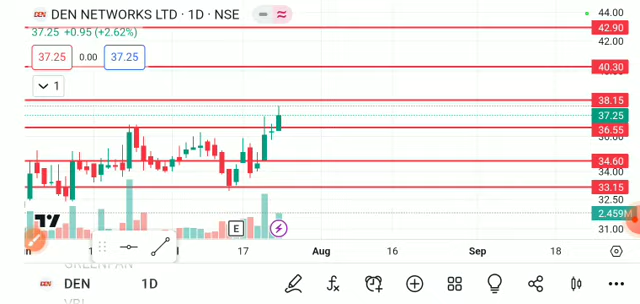 DEN NETWORKS LTD · 1D · NSE
37.25 +0.95 (+2.62%)
37.25 0.00 37.25
1
44.00
42.90
42.00
40.30
38.15
37.25
36.55
34.60
34.00
33.15
32.50
2.459M
31.00
E
17 Aug 16 Sep 18
DEN 1D